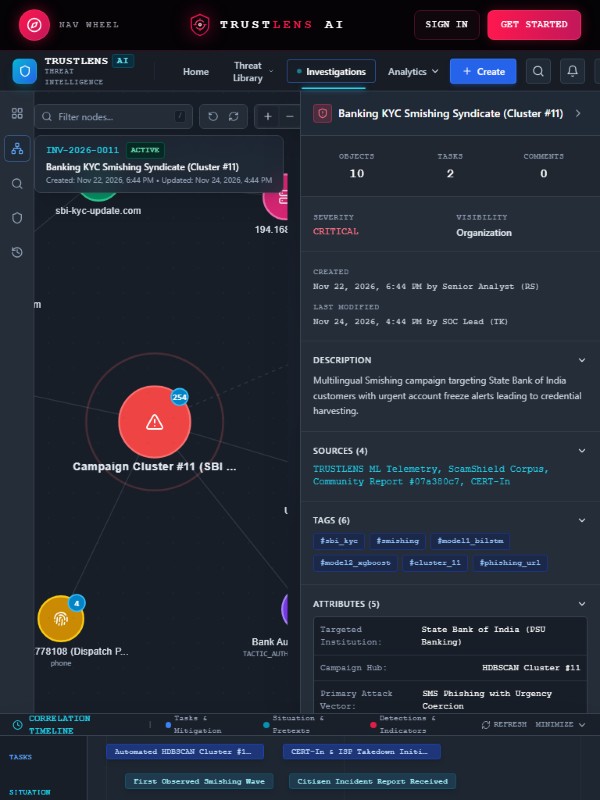 NAV WHEEL
TRUSTLENS AI
SIGN IN
GET STARTED
TRUSTLENS AI
THREAT
INTELLIGENCE
Home
Threat
Library
Investigations
Analytics
+ Create
Filter nodes...
/
INV-2026-0011
ACTIVE
Banking KYC Smishing Syndicate (Cluster #11)
Created: Nov 22, 2026, 6:44 PM • Updated: Nov 24, 2026, 4:44 PM
sbi-kyc-update.com
194.168
m
254
Campaign Cluster #11 (SBI ...
4
778108 (Dispatch P...
phone
Bank Au
TACTIC_AUTH
Banking KYC Smishing Syndicate (Cluster #11)
OBJECTS
TASKS
COMMENTS
10
2
0
SEVERITY
VISIBILITY
CRITICAL
Organization
CREATED
Nov 22, 2026, 6:44 PM by Senior Analyst (RS)
LAST MODIFIED
Nov 24, 2026, 4:44 PM by SOC Lead (TK)
DESCRIPTION
Multilingual Smishing campaign targeting State Bank of India
customers with urgent account freeze alerts leading to credential
harvesting.
SOURCES (4)
TRUSTLENS ML Telemetry, ScamShield Corpus,
Community Report #07a380c7, CERT-In
TAGS (6)
#sbi_kyc
#smishing
#model1_bilstm
#model2_xgboost
#cluster_11
#phishing_url
ATTRIBUTES (5)
Targeted
Institution:
State Bank of India (PSU
Banking)
Campaign Hub:
HDBSCAN Cluster #11
Primary Attack
Vector:
SMS Phishing with Urgency
Coercion
CORRELATION
TIMELINE
Tasks &
Mitigation
Situation &
Pretexts
Detections &
Indicators
REFRESH
MINIMIZE
TASKS
Automated HDBSCAN Cluster #1...
CERT-In & ISP Takedown Initi...
SITUATION
First Observed Smishing Wave
Citizen Incident Report Received